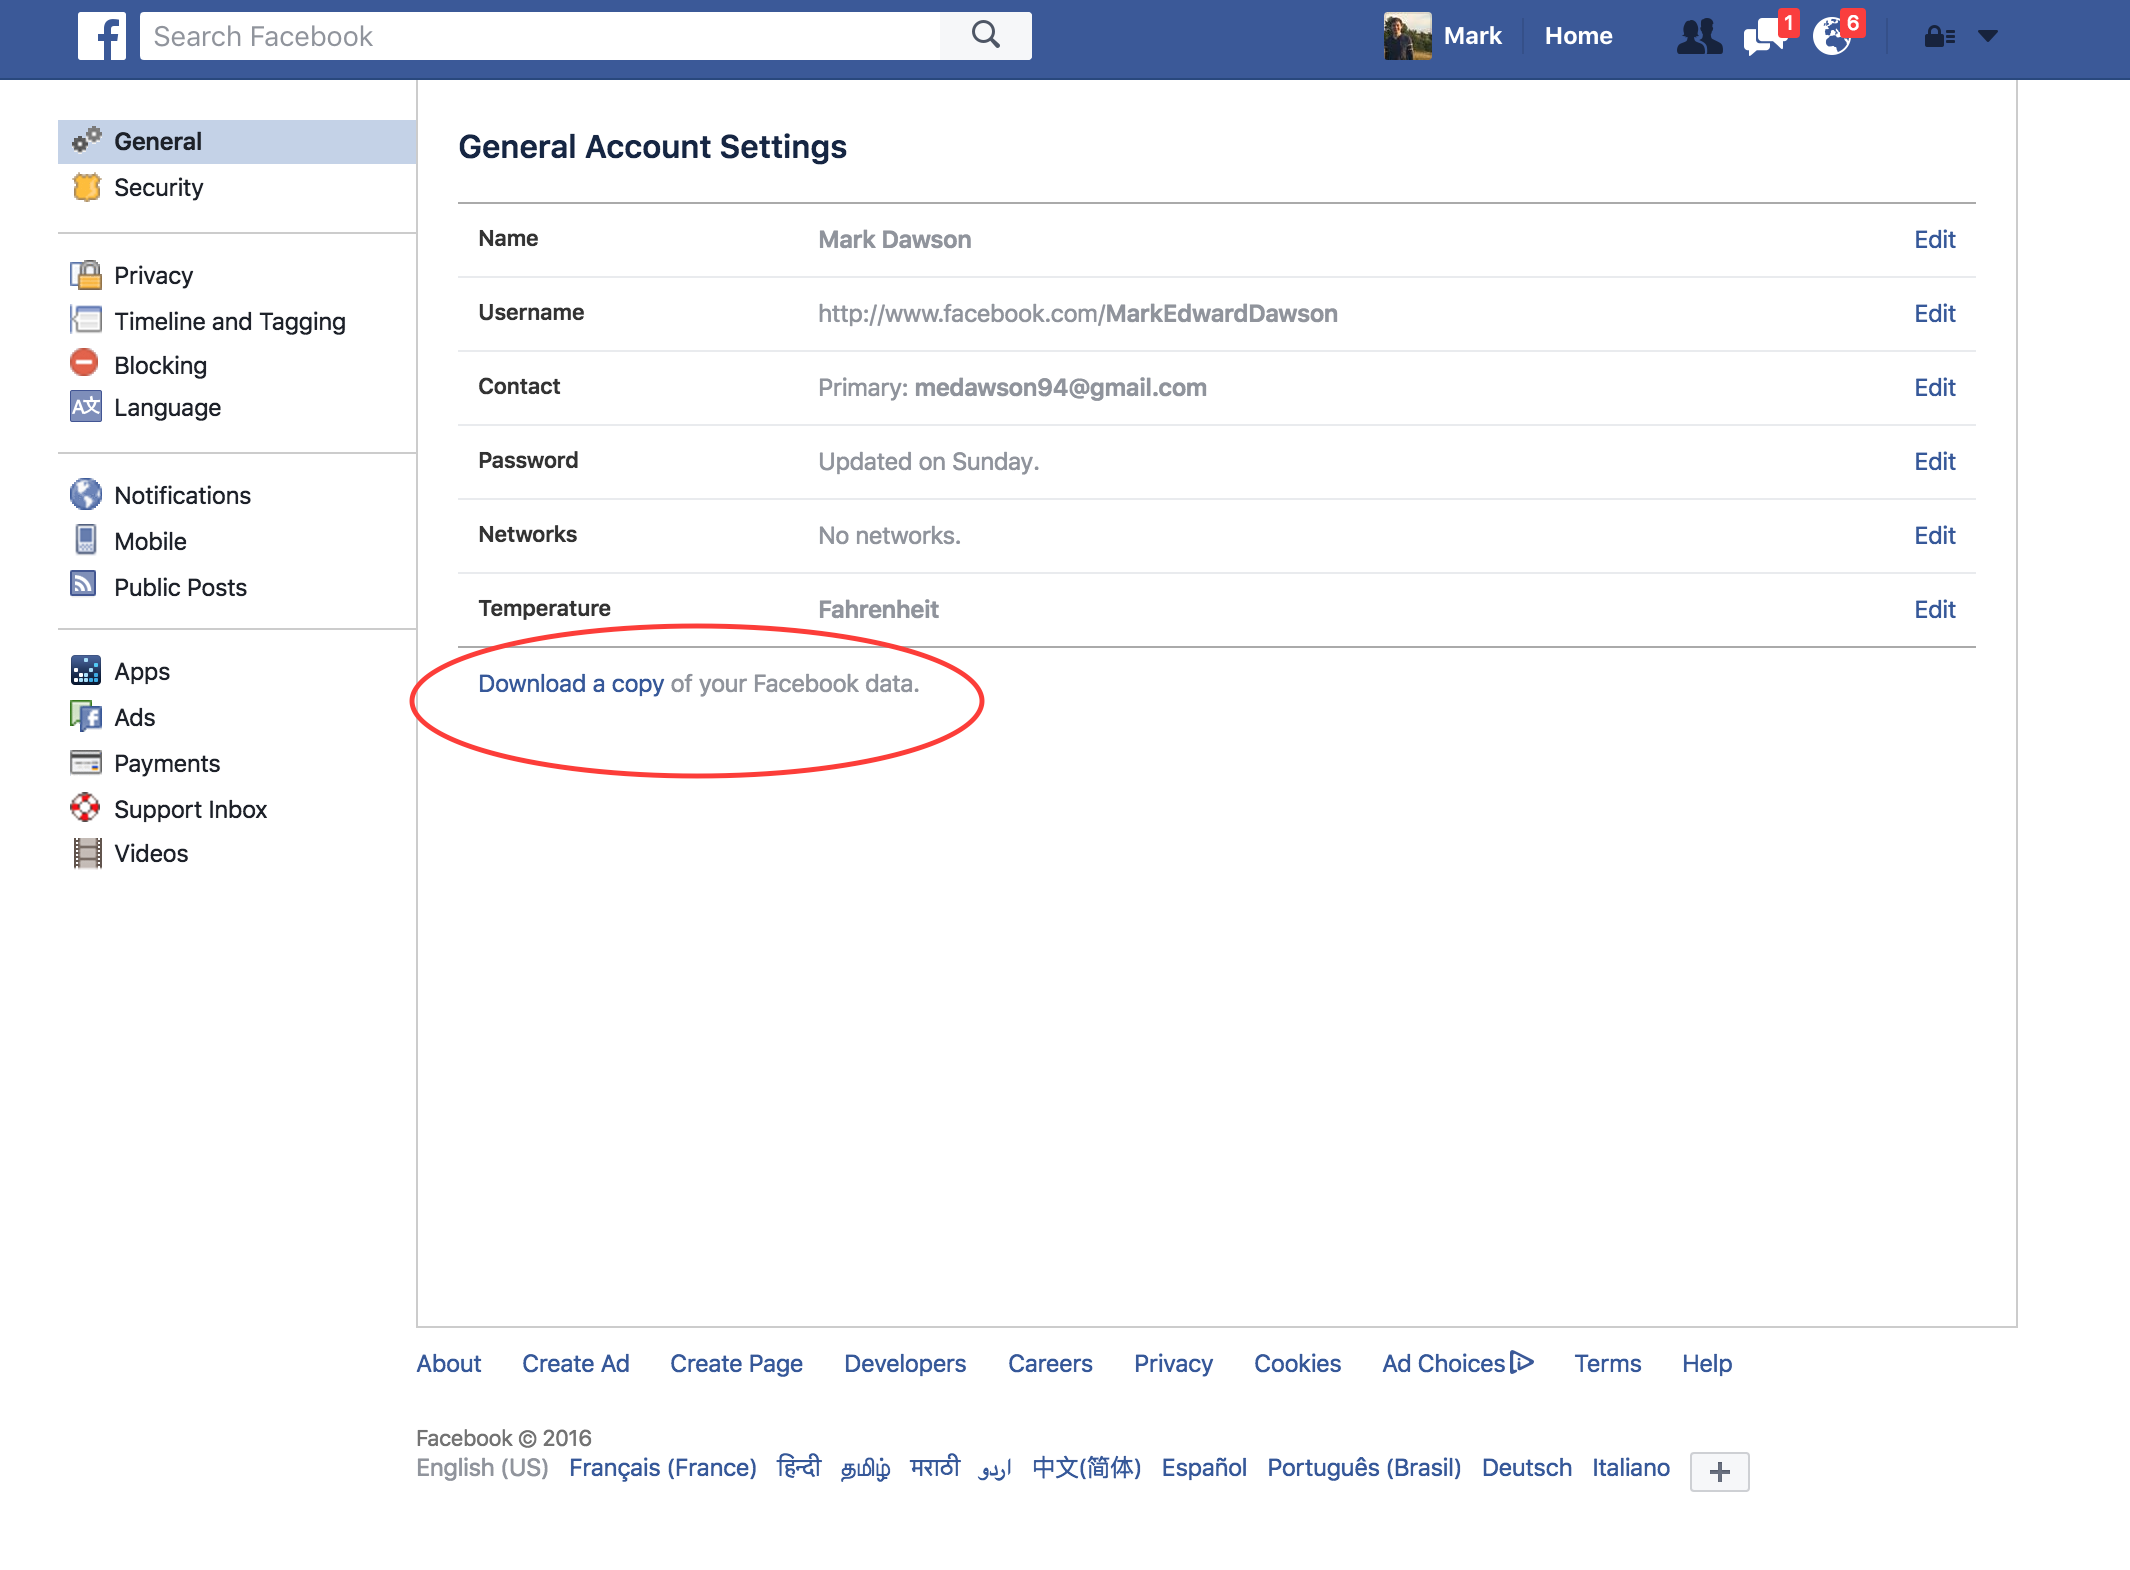 f
Search Facebook
Mark
Home
1
6
General
Security
Privacy
Timeline and Tagging
Blocking
A文 Language
Notifications
Mobile
Public Posts
Apps
Ads
Payments
Support Inbox
Videos
General Account Settings
Name Mark Dawson Edit
Username http://www.facebook.com/MarkEdwardDawson Edit
Contact Primary: medawson94@gmail.com Edit
Password Updated on Sunday. Edit
Networks No networks. Edit
Temperature Fahrenheit Edit
Download a copy of your Facebook data.
About Create Ad Create Page Developers Careers Privacy Cookies Ad Choices Terms Help
Facebook © 2016
English (US) Français (France) हिन्दी தமிழ் मराठी اردو 中文(简体) Español Português (Brasil) Deutsch Italiano +